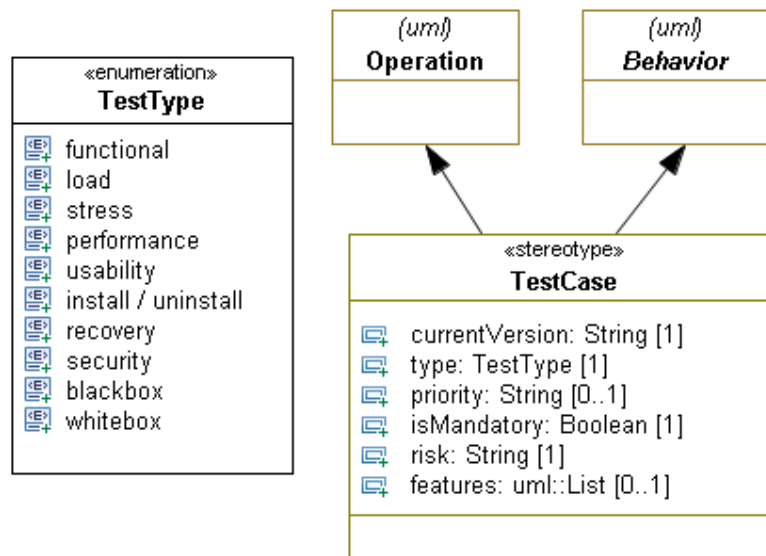 «enumeration»
TestType
functional
load
stress
performance
usability
install / uninstall
recovery
security
blackbox
whitebox
(uml)
Operation
(uml)
Behavior
«stereotype»
TestCase
currentVersion: String [1]
type: TestType [1]
priority: String [0..1]
isMandatory: Boolean [1]
risk: String [1]
features: uml::List [0..1]